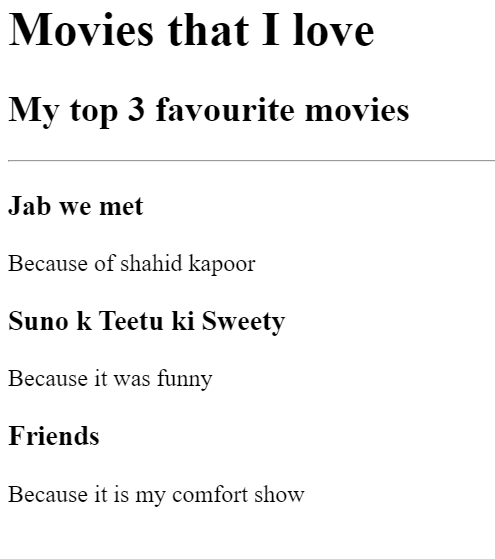 Movies that I love
My top 3 favourite movies
Jab we met
Because of shahid kapoor
Suno k Teetu ki Sweety
Because it was funny
Friends
Because it is my comfort show